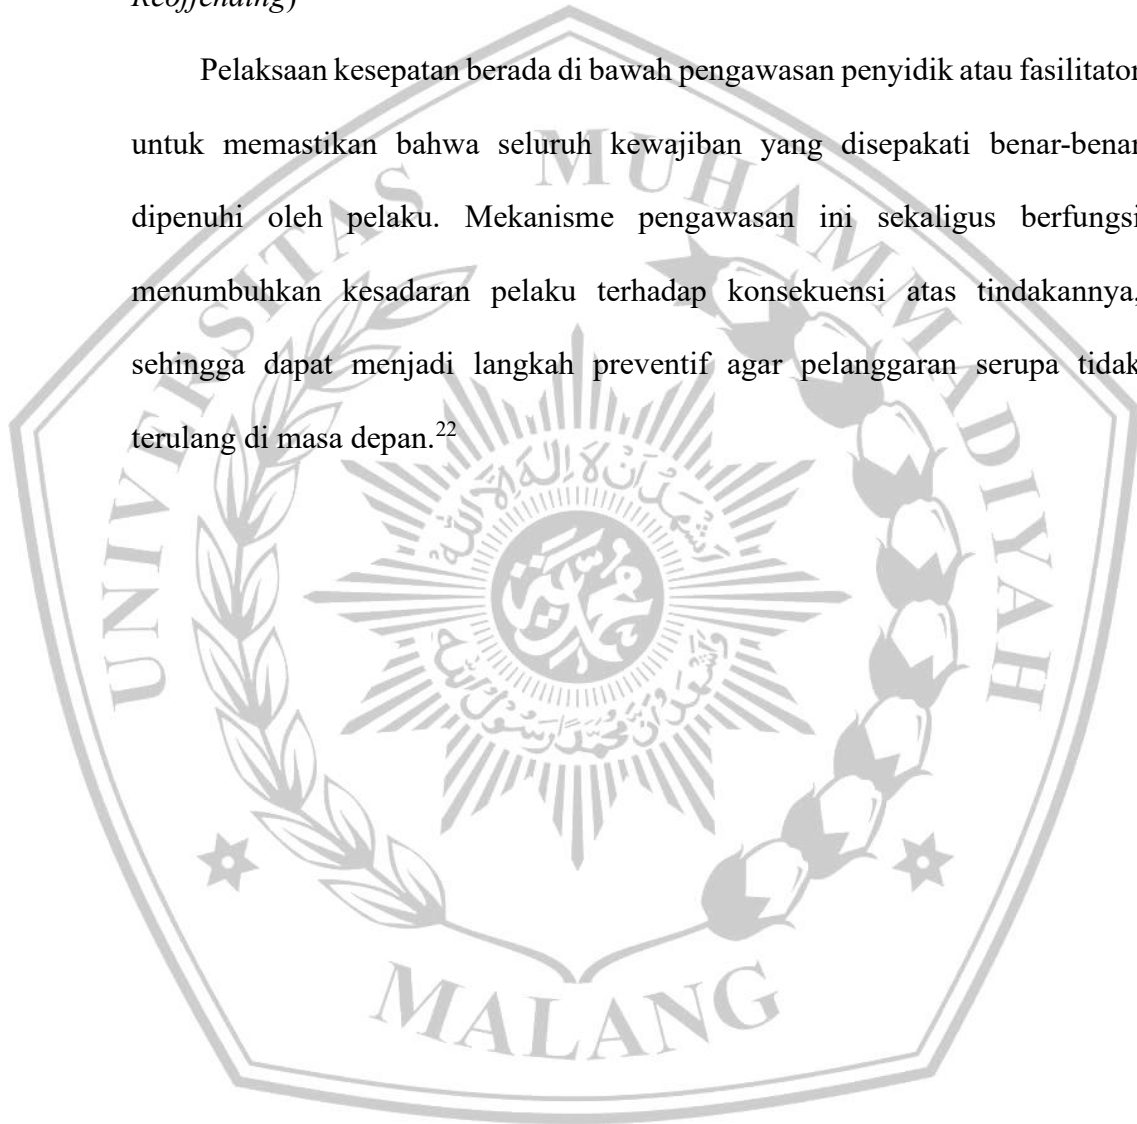 Reoffending)
Pelaksaan kesepatan berada di bawah pengawasan penyidik atau fasilitator
untuk memastikan bahwa seluruh kewajiban yang disepakati benar-benar
dipenuhi oleh pelaku. Mekanisme pengawasan ini sekaligus berfungsi
menumbuhkan kesadaran pelaku terhadap konsekuensi atas tindakannya,
sehingga dapat menjadi langkah preventif agar pelanggaran serupa tidak
terulang di masa depan.22
UNIVERSITAS MUHAMMADIYAH
MALANG